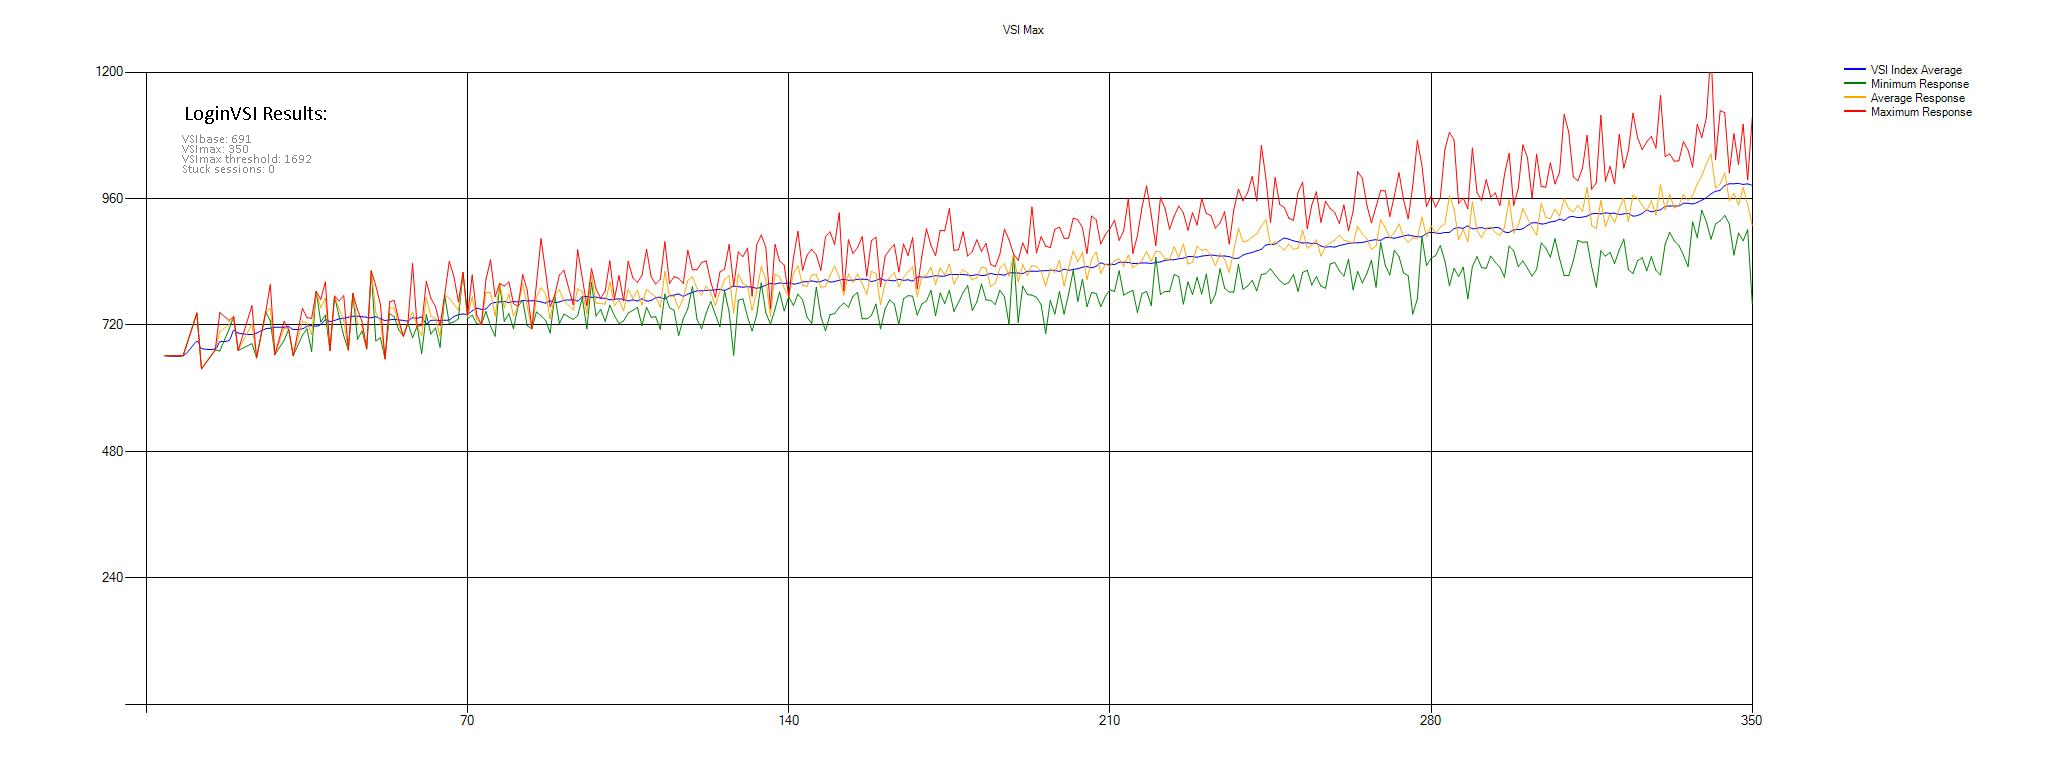 VSI Max
1200
960
720
480
240
LoginVSI Results:
VSIbase: 691
VSImax: 350
VSImax threshold: 1692
Stuck sessions: 0
VSI Index Average
Minimum Response
Average Response
Maximum Response
70
140
210
280
350